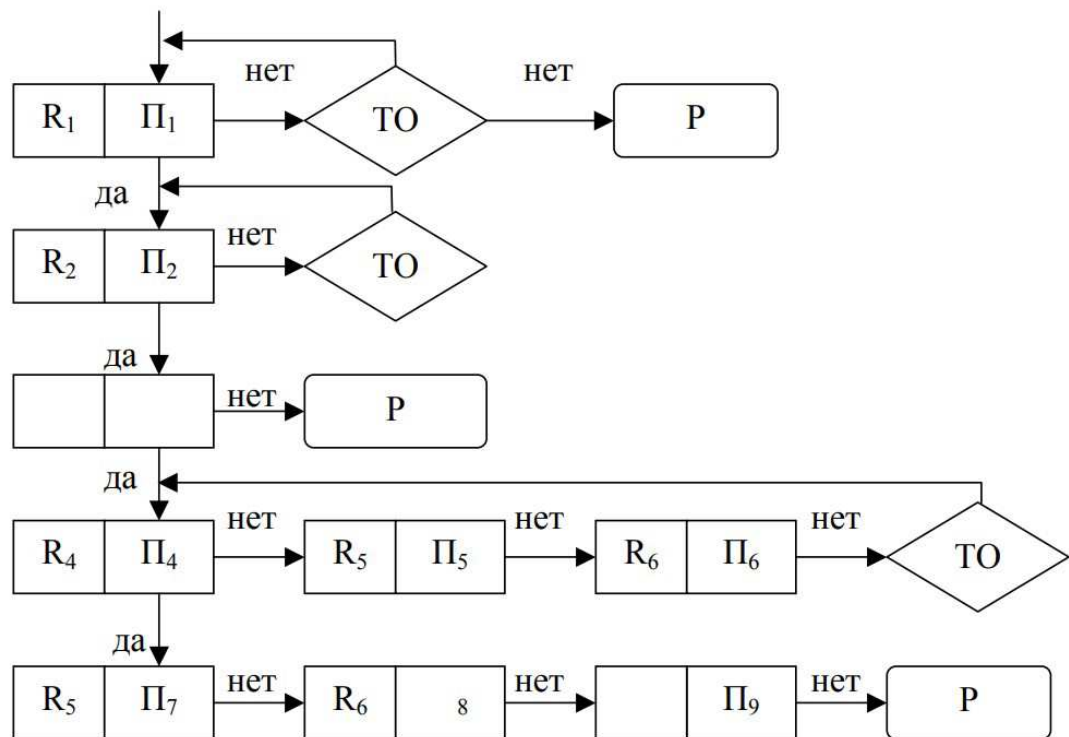 нет нет
R₁ П₁ ТО Р
да
R₂ П₂ нет ТО
да
нет Р
да
нет нет нет
R₄ П₄ R₅ П₅ R₆ П₆ ТО
да
R₅ П₇ нет R₆ ₈ нет П₉ нет Р